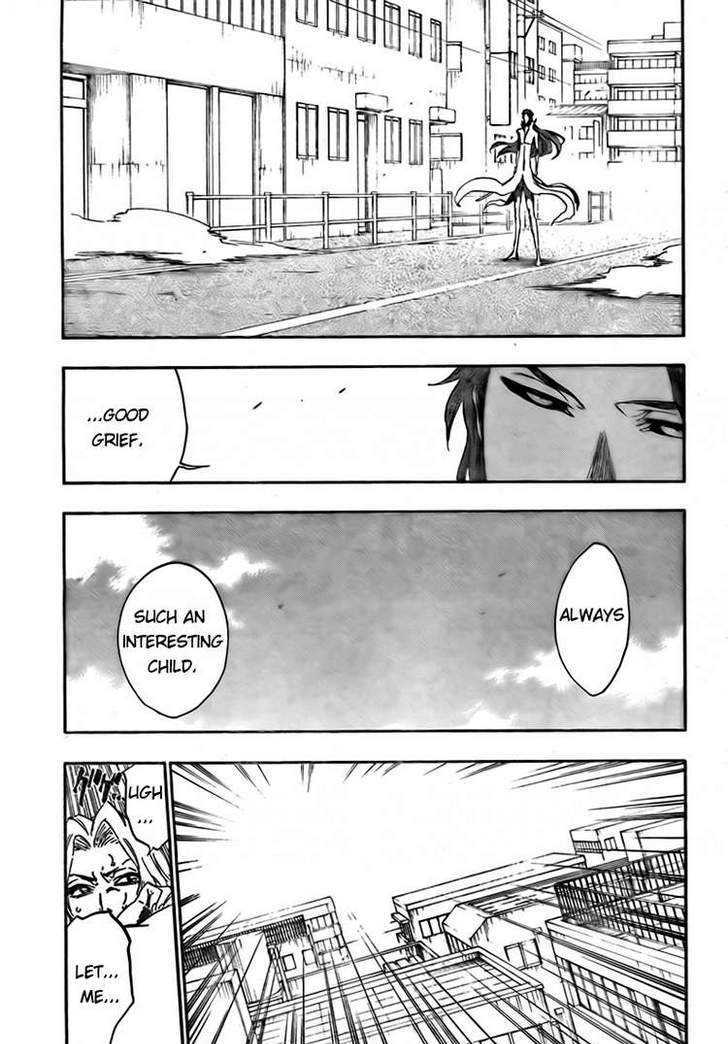 ...GOOD
GRIEF.
ALWAYS
SUCH AN
INTERESTING
CHILD.
UGH
...
LET...
ME...